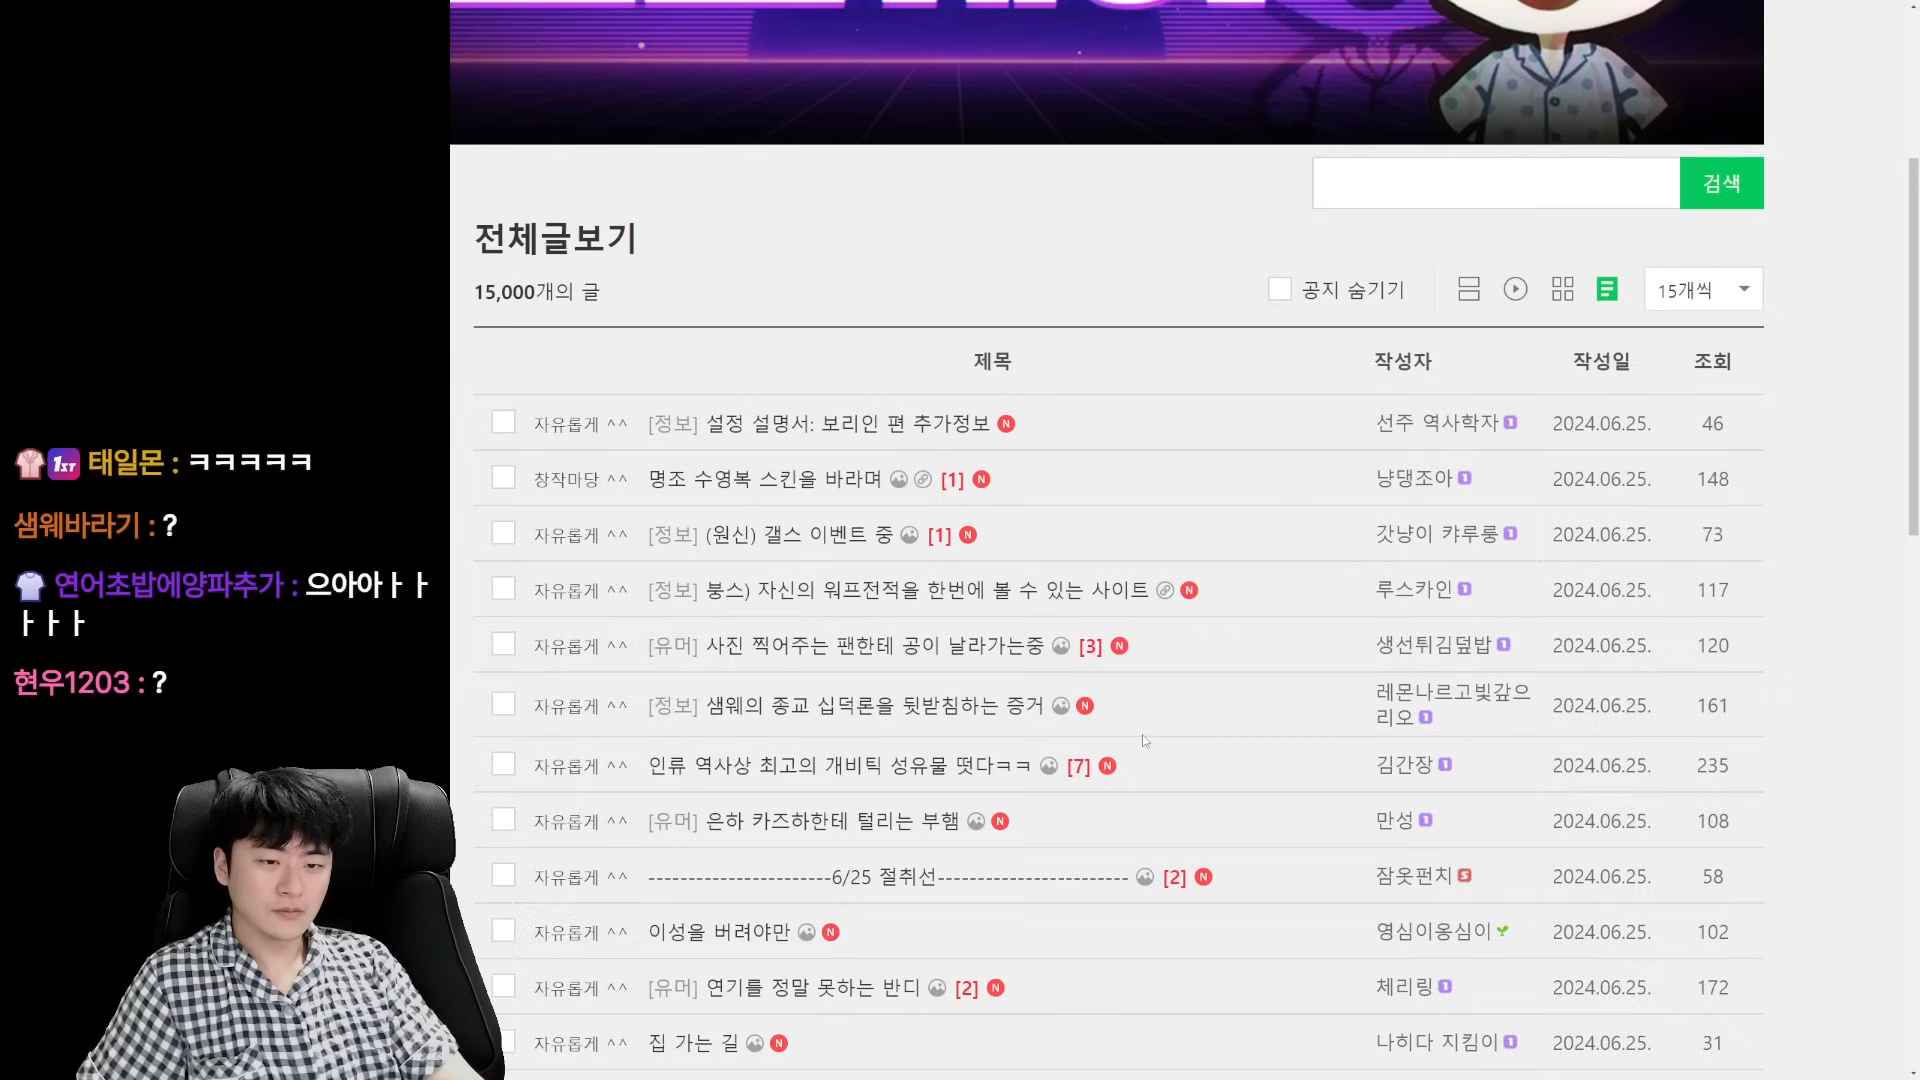 검색
전체글보기
15,000개의 글
공지 숨기기
15개씩
제목 작성자 작성일 조회
자유롭게 ^^ [정보] 설정 설명서: 보리인 편 추가정보 N 선주 역사학자 1 2024.06.25. 46
창작마당 ^^ 명조 수영복 스킨을 바라며 [1] N 냥댕조아 1 2024.06.25. 148
자유롭게 ^^ [정보] (원신) 갤스 이벤트 중 [1] N 갓냥이 캬루룽 1 2024.06.25. 73
자유롭게 ^^ [정보] 붕스) 자신의 워프전적을 한번에 볼 수 있는 사이트 N 루스카인 1 2024.06.25. 117
자유롭게 ^^ [유머] 사진 찍어주는 팬한테 공이 날라가는중 [3] N 생선튀김덮밥 1 2024.06.25. 120
자유롭게 ^^ [정보] 샘웨의 종교 십덕론을 뒷받침하는 증거 N 레몬나르고빛갚으
리오 1 2024.06.25. 161
자유롭게 ^^ 인류 역사상 최고의 개비틱 성유물 떳다ㅋㅋ [7] N 김간장 1 2024.06.25. 235
자유롭게 ^^ [유머] 은하 카즈하한테 털리는 부햄 N 만성 1 2024.06.25. 108
자유롭게 ^^ -----------------------6/25 절취선------------------------ [2] N 잠옷펀치 S 2024.06.25. 58
자유롭게 ^^ 이성을 버려야만 N 영심이옹심이 2024.06.25. 102
자유롭게 ^^ [유머] 연기를 정말 못하는 반디 [2] N 체리링 1 2024.06.25. 172
자유롭게 ^^ 집 가는 길 N 나히다 지킴이 1 2024.06.25. 31
1ST 태일몬 : ㅋㅋㅋㅋㅋ
샘웨바라기 : ?
연어초밥에양파추가 : 으아아ㅏㅏ
ㅏㅏㅏ
현우1203 : ?